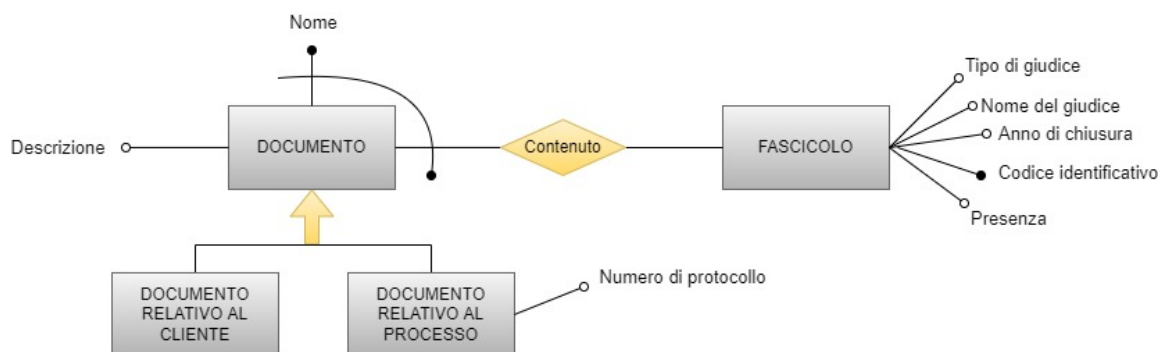 Nome
Tipo di giudice
Nome del giudice
Anno di chiusura
Descrizione
DOCUMENTO
Contenuto
FASCICOLO
Codice identificativo
Presenza
DOCUMENTO
RELATIVO AL
CLIENTE
DOCUMENTO
RELATIVO AL
PROCESSO
Numero di protocollo